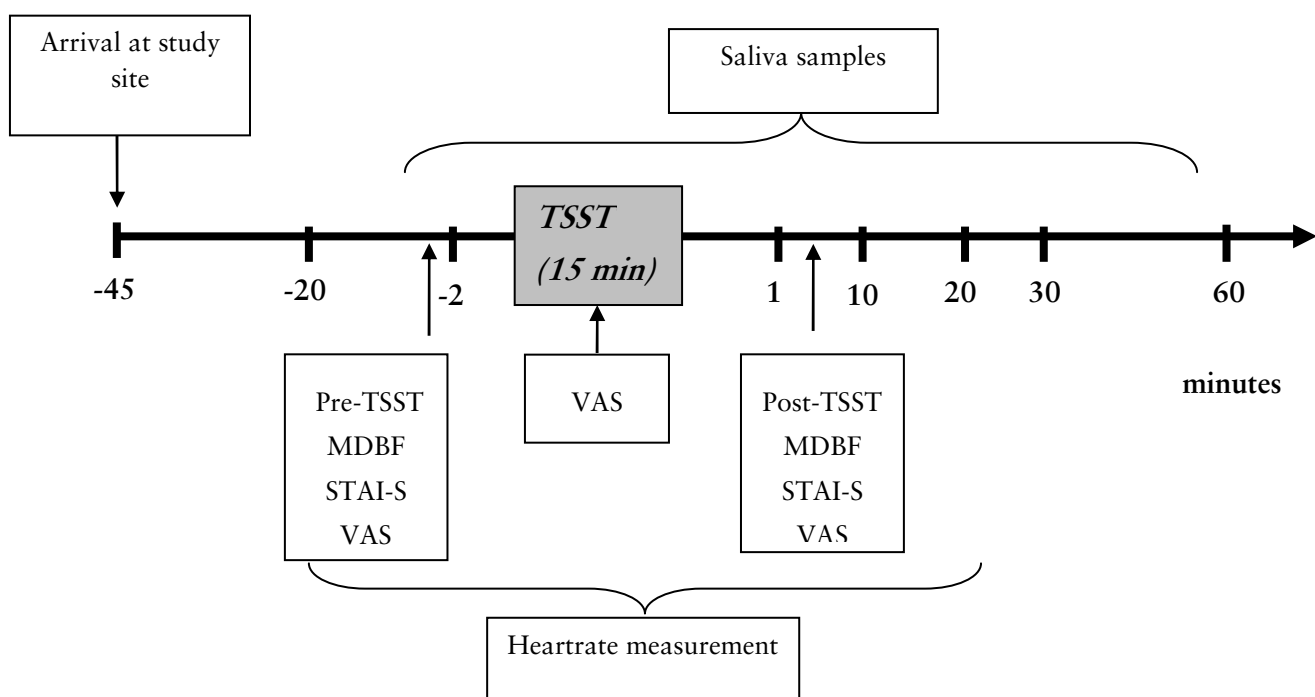 Arrival at study
site
Saliva samples
TSST
(15 min)
-45
-20
-2
1
10
20
30
60
minutes
Pre-TSST
MDBF
STAI-S
VAS
VAS
Post-TSST
MDBF
STAI-S
VAS
Heartrate measurement